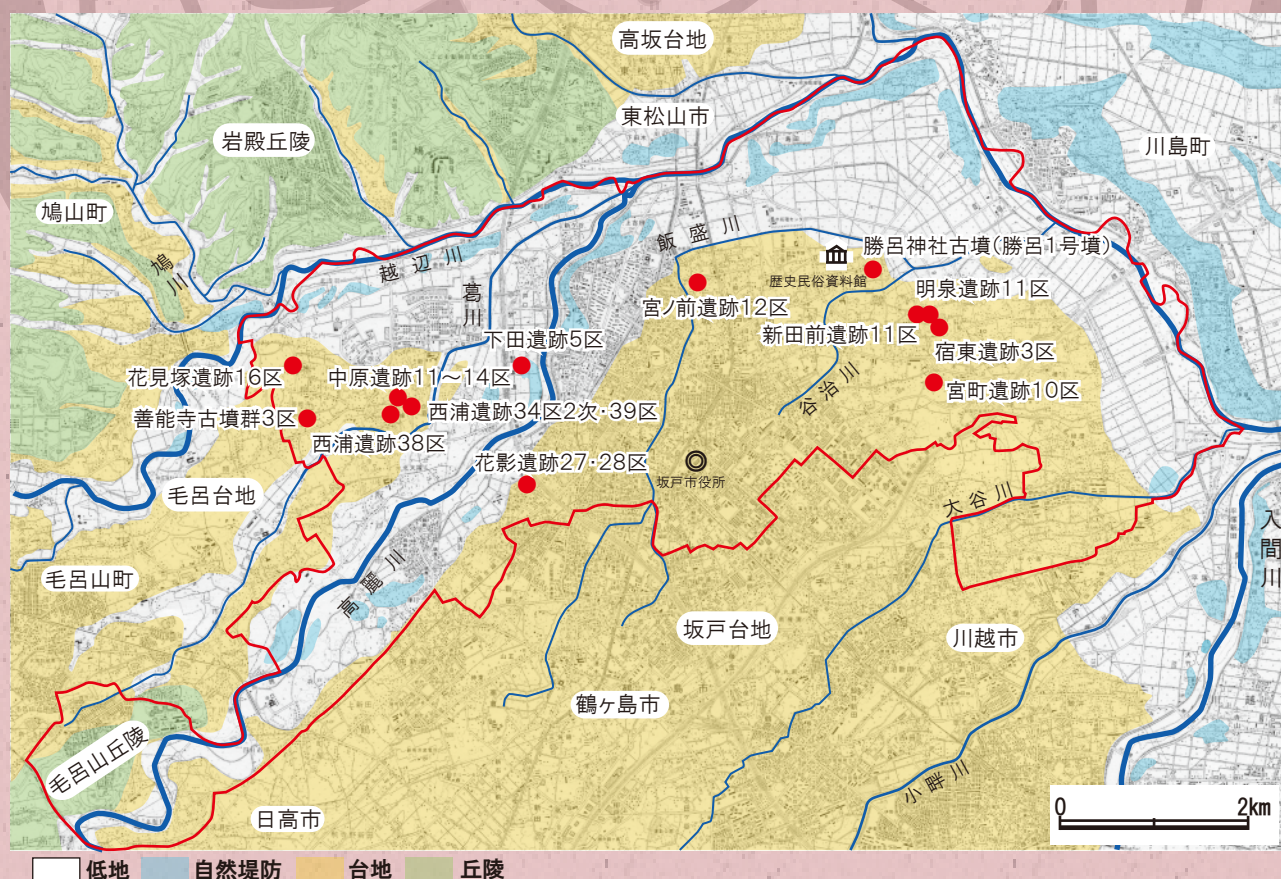 高坂台地
東松山市
岩殿丘陵
川島町
鳩山町
鳩川
越辺川
飯盛川
葛川
勝呂神社古墳(勝呂1号墳)
歴史民俗資料館
宮ノ前遺跡12区
明泉遺跡11区
新田前遺跡11区
下田遺跡5区
宿東遺跡3区
花見塚遺跡16区
中原遺跡11～14区
宮町遺跡10区
谷治川
善能寺古墳群3区
西浦遺跡34区2次・39区
西浦遺跡38区
花影遺跡27・28区
坂戸市役所
毛呂台地
大谷川
入間川
毛呂山町
高麗川
坂戸台地
川越市
鶴ヶ島市
毛呂山丘陵
小畔川
日高市
0 2km
低地 自然堤防 台地 丘陵